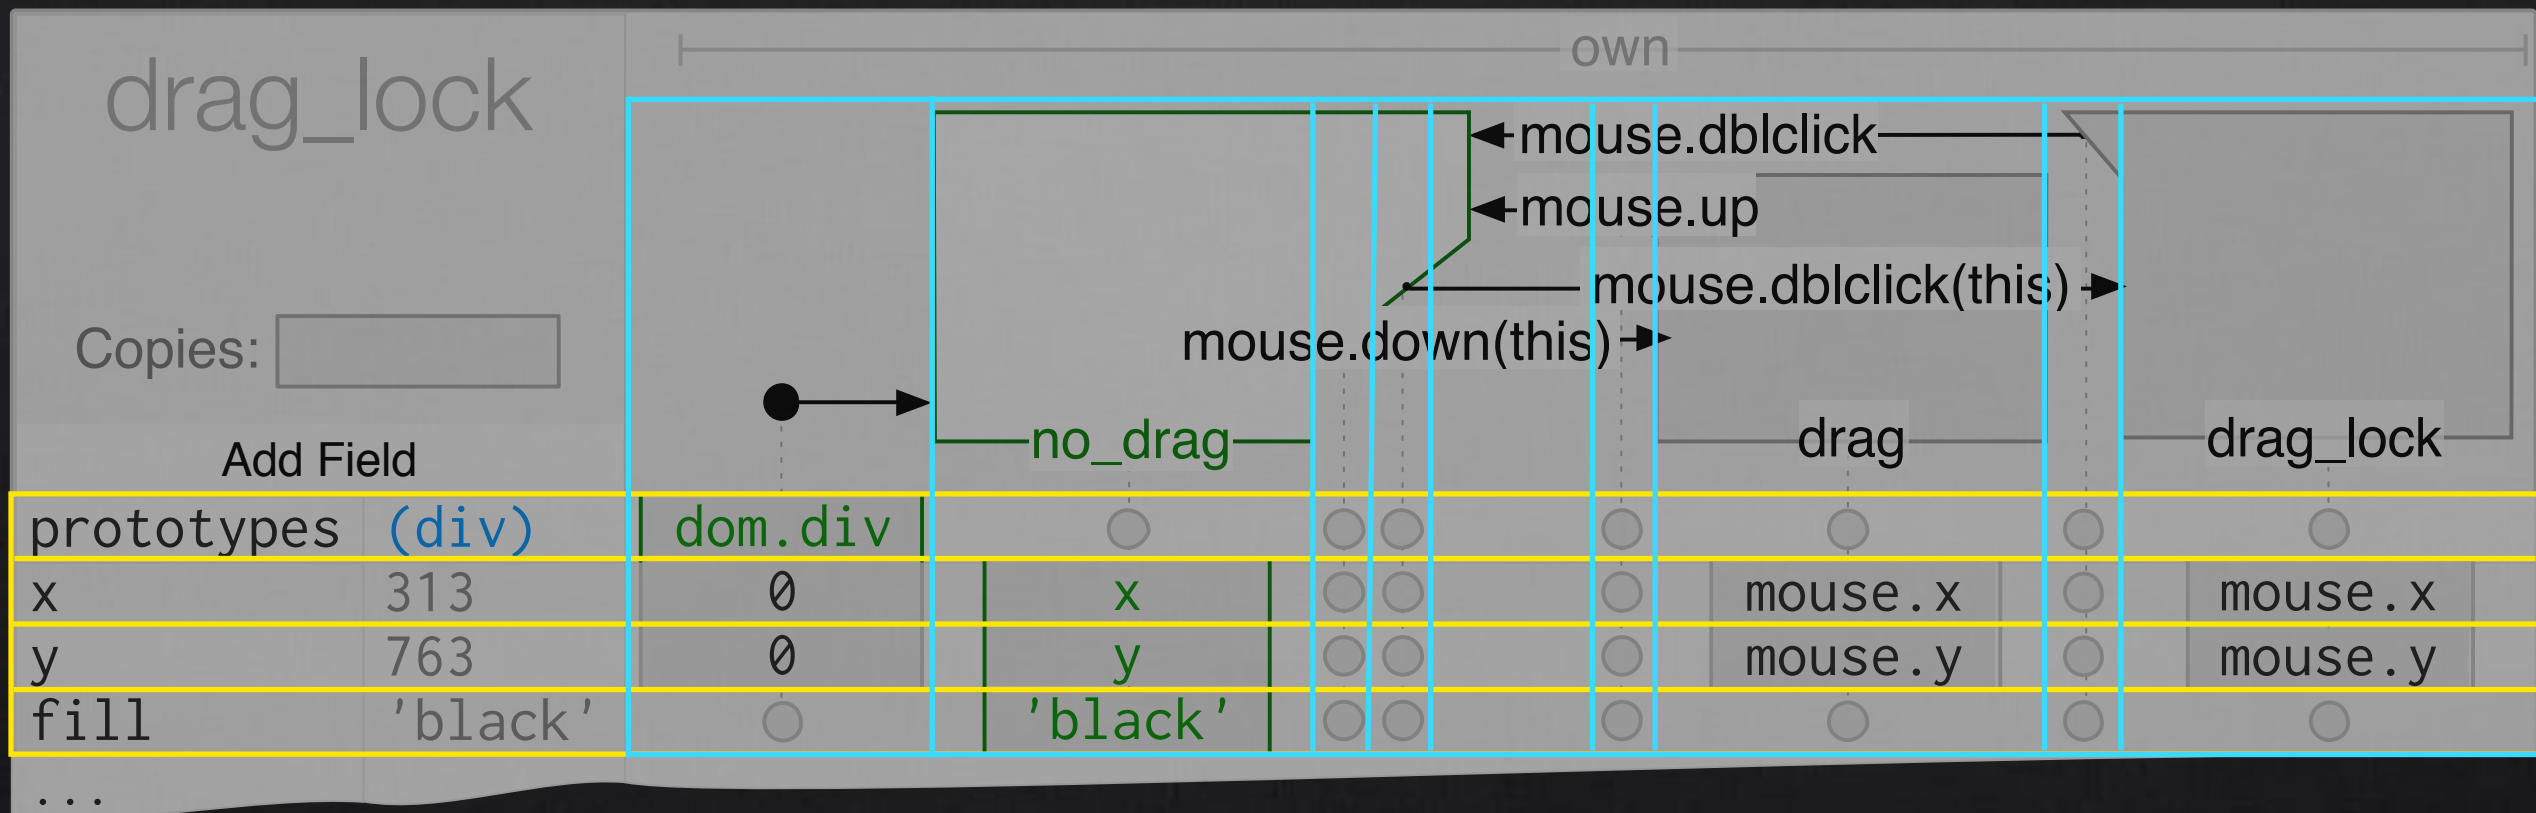 own
drag_lock
mouse.dblclick
mouse.up
mouse.dblclick(this)
mouse.down(this)
Copies:
no_drag
drag
drag_lock
Add Field
prototypes (div) dom.div
x 313 0 x mouse.x mouse.x
y 763 0 y mouse.y mouse.y
fill 'black' 'black'
...